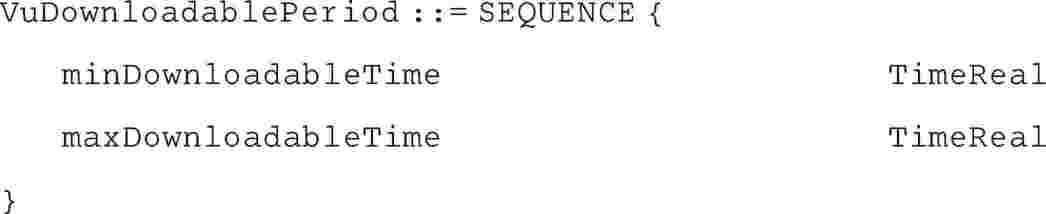 VuDownloadablePeriod ::= SEQUENCE {
minDownloadableTime TimeReal
maxDownloadableTime TimeReal
}